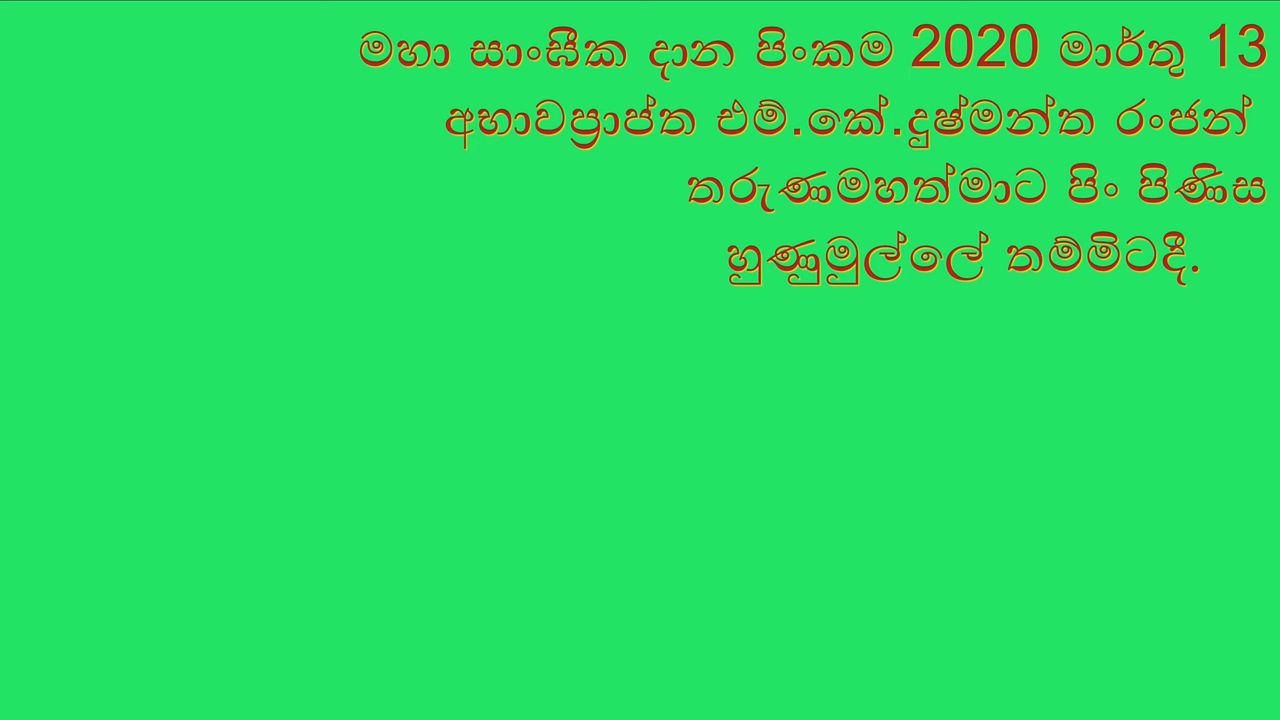 මහා සාංඝීක දාන පිංකම 2020 මාර්තු 13
අභාවප්‍රාප්ත එම්.කේ.දුෂ්මන්ත රංජන්
තරුණමහත්මාට පිං පිණිස
හුණුමුල්ලේ තම්මිටදී.